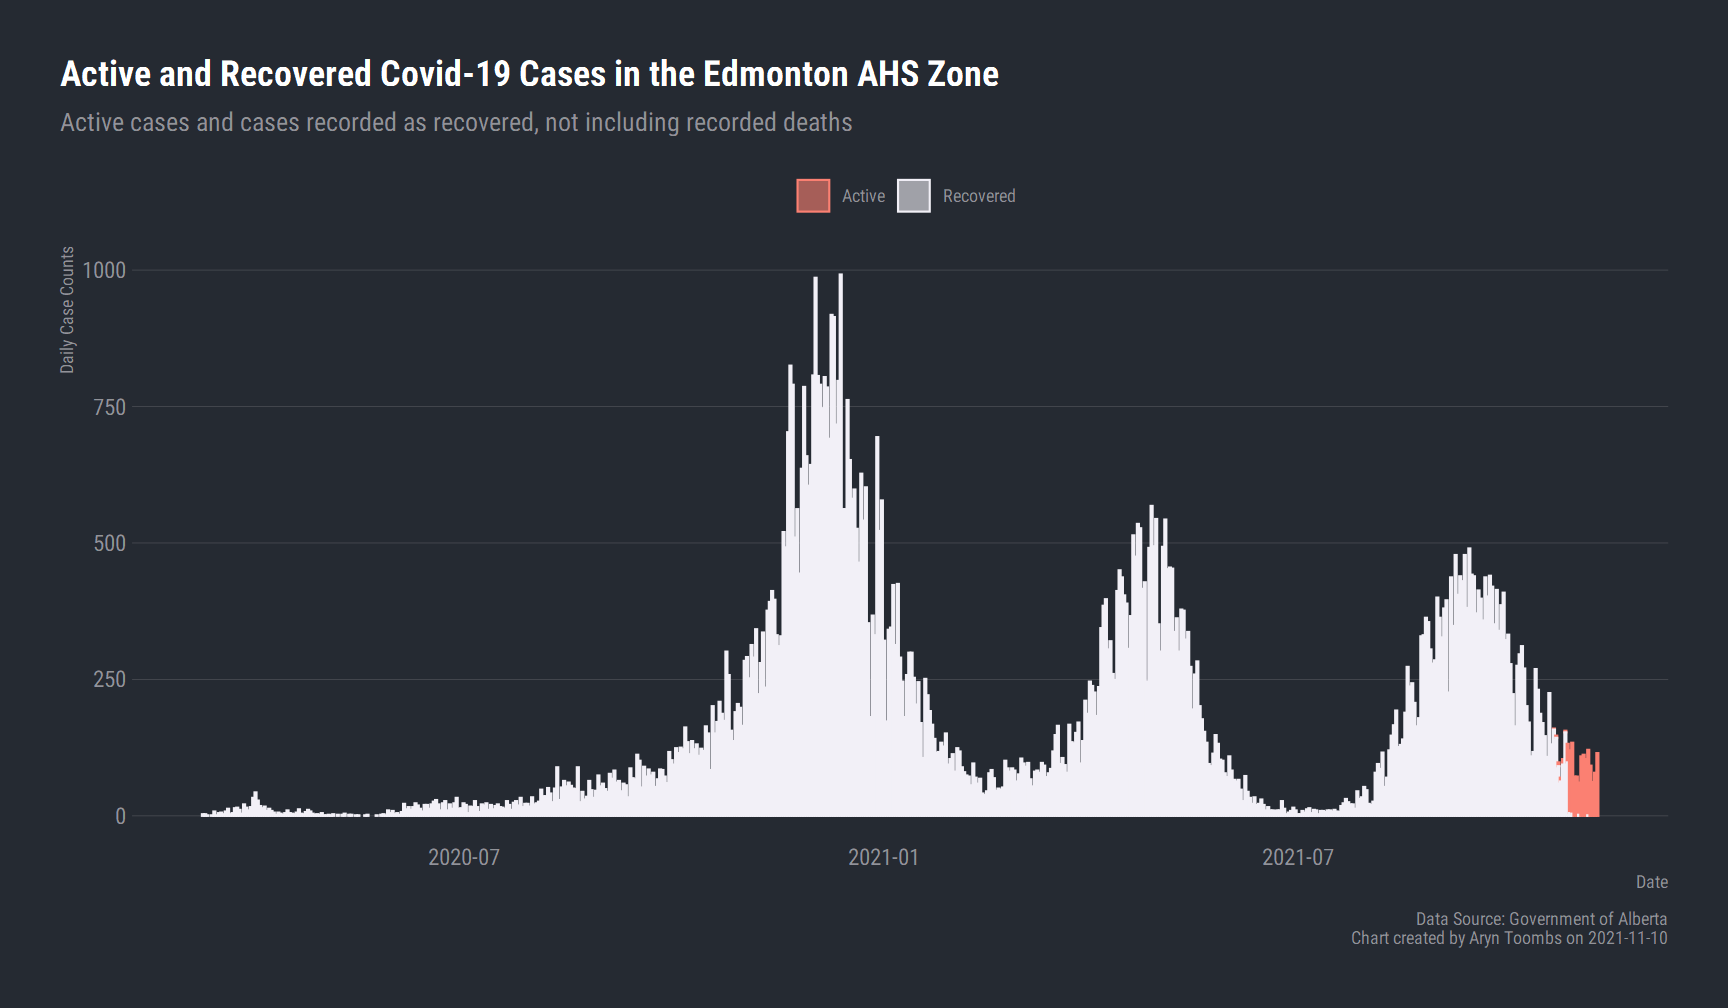 Active and Recovered Covid-19 Cases in the Edmonton AHS Zone
Active cases and cases recorded as recovered, not including recorded deaths
Active
Recovered
Daily Case Counts
1000
750
500
250
0
2020-07
2021-01
2021-07
Date
Data Source: Government of Alberta
Chart created by Aryn Toombs on 2021-11-10